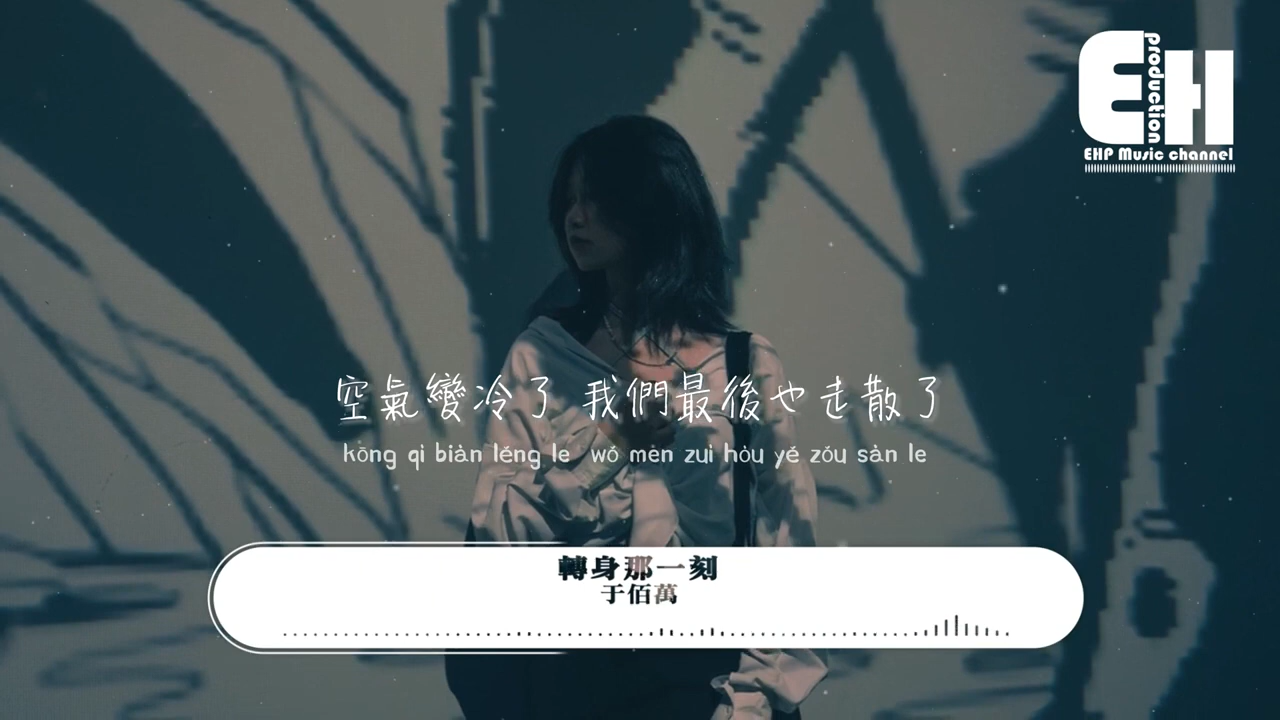 EH
production
EHP Music channel
空氣變冷了 我們最後也走散了
kōng qì biàn lěng le wǒ mèn zuì hòu yě zǒu sàn le
轉身那一刻
于佰萬